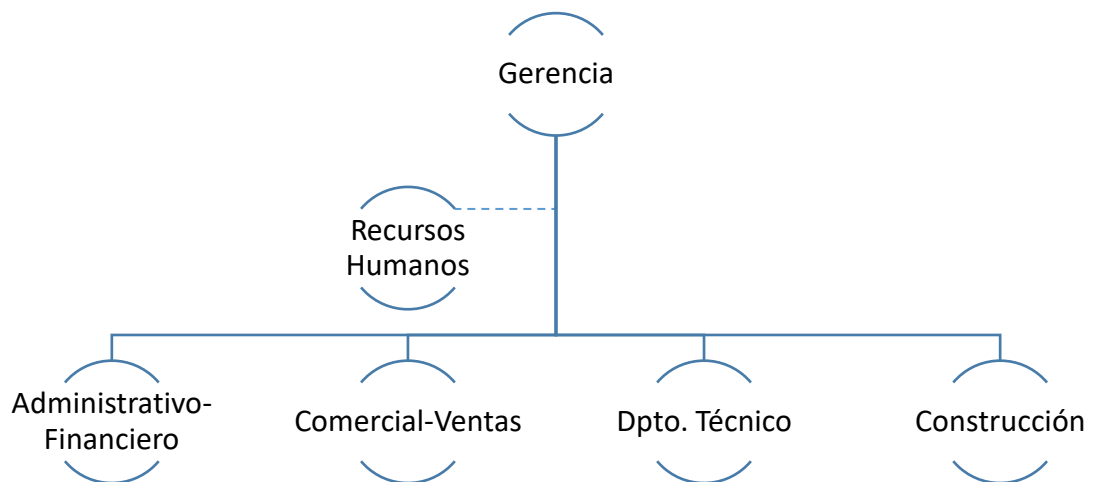 Gerencia
Recursos
Humanos
Administrativo-
Financiero
Comercial-Ventas
Dpto. Técnico
Construcción